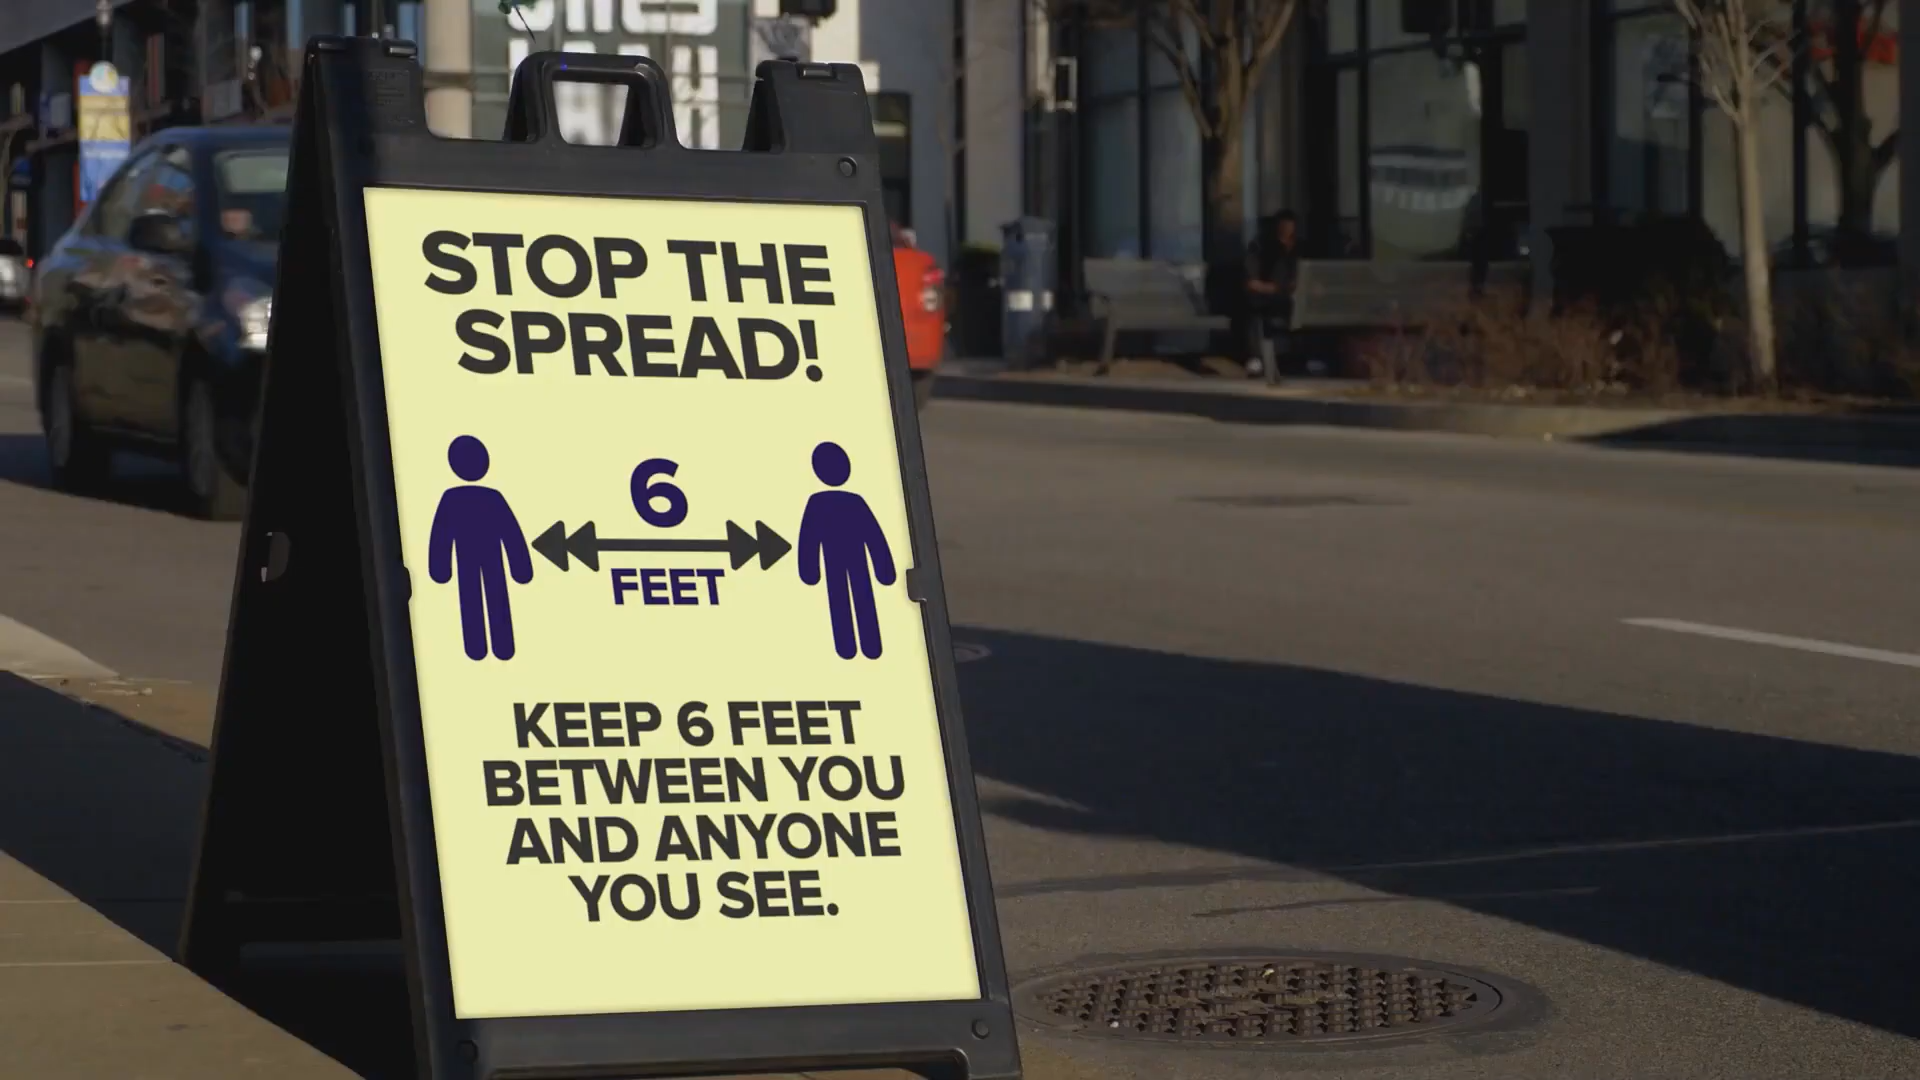 STOP THE
SPREAD!
6
FEET
KEEP 6 FEET
BETWEEN YOU
AND ANYONE
YOU SEE.